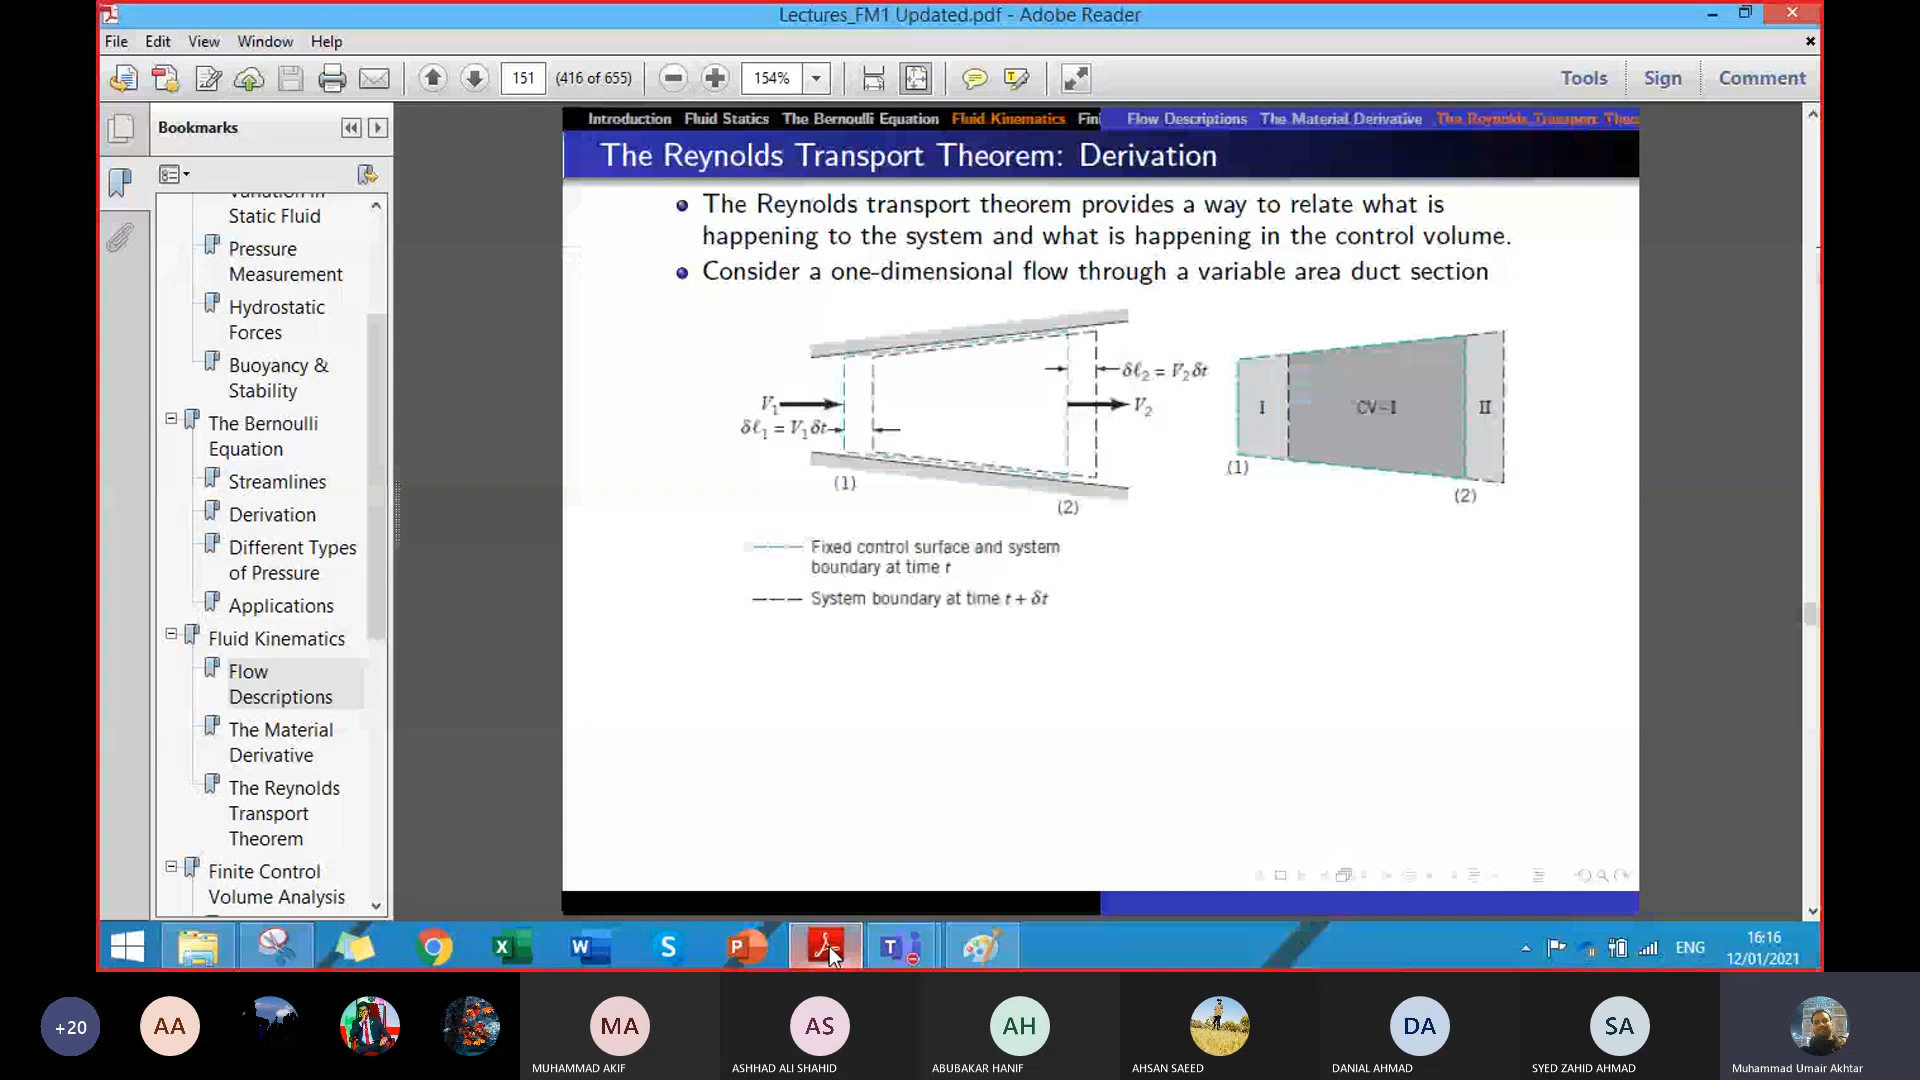 Lectures_FM1 Updated.pdf - Adobe Reader
File Edit View Window Help
151 (416 of 655) 154% Tools Sign Comment
Bookmarks
Static Fluid
Pressure
Measurement
Hydrostatic
Forces
Buoyancy &
Stability
The Bernoulli
Equation
Streamlines
Derivation
Different Types
of Pressure
Applications
Fluid Kinematics
Flow
Descriptions
The Material
Derivative
The Reynolds
Transport
Theorem
Finite Control
Volume Analysis
Introduction Fluid Statics The Bernoulli Equation Fluid Kinematics Fini Flow Descriptions The Material Derivative The Reynolds Transport Theo
The Reynolds Transport Theorem: Derivation
The Reynolds transport theorem provides a way to relate what is
happening to the system and what is happening in the control volume.
Consider a one-dimensional flow through a variable area duct section
δℓ₂ = V₂δt
V₁
V₂
δℓ₁ = V₁δt
(1)
(2)
I CV–I II
(1)
(2)
Fixed control surface and system
boundary at time t
System boundary at time t + δt
ENG
16:16
12/01/2021
+20 AA MA AS AH DA SA
MUHAMMAD AKIF ASHHAD ALI SHAHID ABUBAKAR HANIF AHSAN SAEED DANIAL AHMAD SYED ZAHID AHMAD Muhammad Umair Akhtar